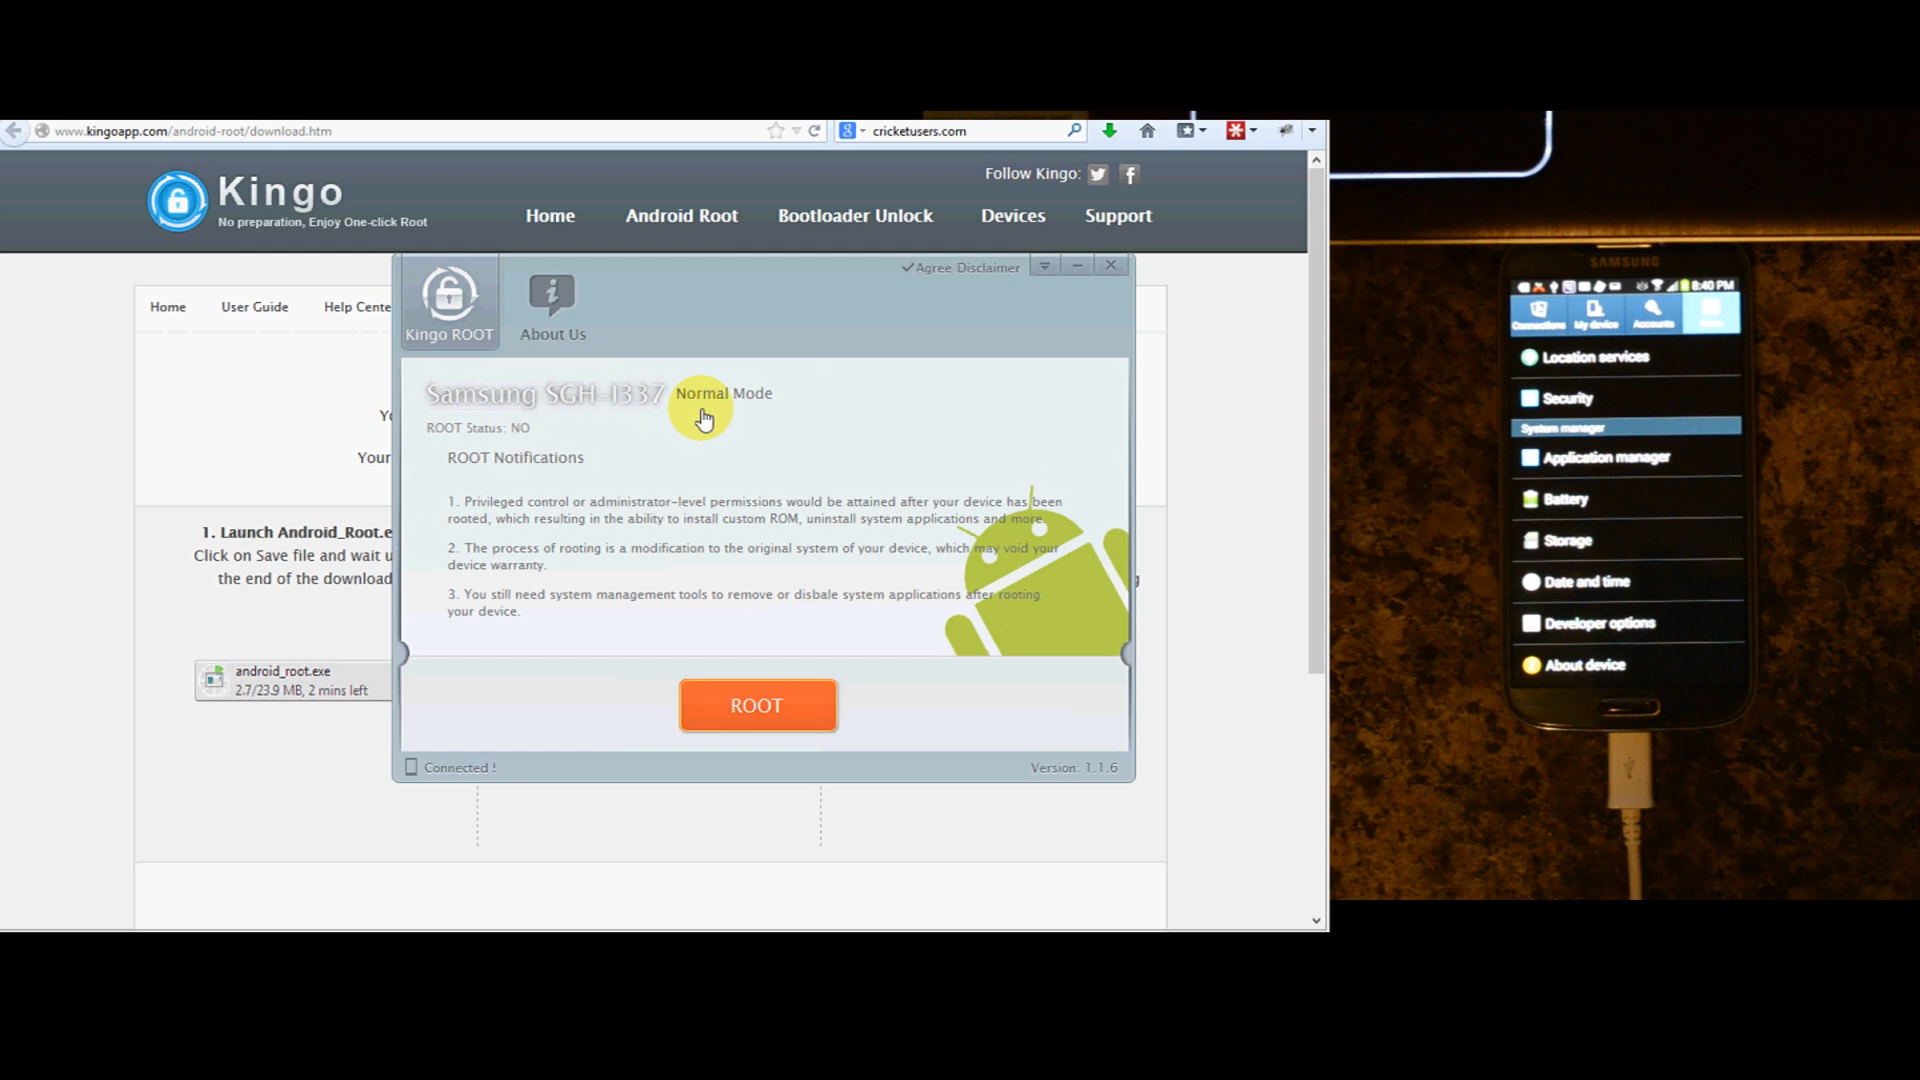 www.kingoapp.com/android-root/download.htm
cricketusers.com
Kingo
No preparation, Enjoy One-click Root
Follow Kingo:
Home
Android Root
Bootloader Unlock
Devices
Support
Home
User Guide
Help Cente
Your
1. Launch Android_Root.e
Click on Save file and wait u
the end of the download
android_root.exe
2.7/23.9 MB, 2 mins left
Agree Disclaimer
Kingo ROOT
About Us
Samsung SGH-I337
Normal Mode
ROOT Status: NO
ROOT Notifications
1. Privileged control or administrator-level permissions would be attained after your device has been
rooted, which resulting in the ability to install custom ROM, uninstall system applications and more.
2. The process of rooting is a modification to the original system of your device, which may void your
device warranty.
3. You still need system management tools to remove or disbale system applications after rooting
your device.
ROOT
Connected !
Version: 1.1.6
SAMSUNG
8:40 PM
Connections
My device
Accounts
Location services
Security
System manager
Application manager
Battery
Storage
Date and time
Developer options
About device